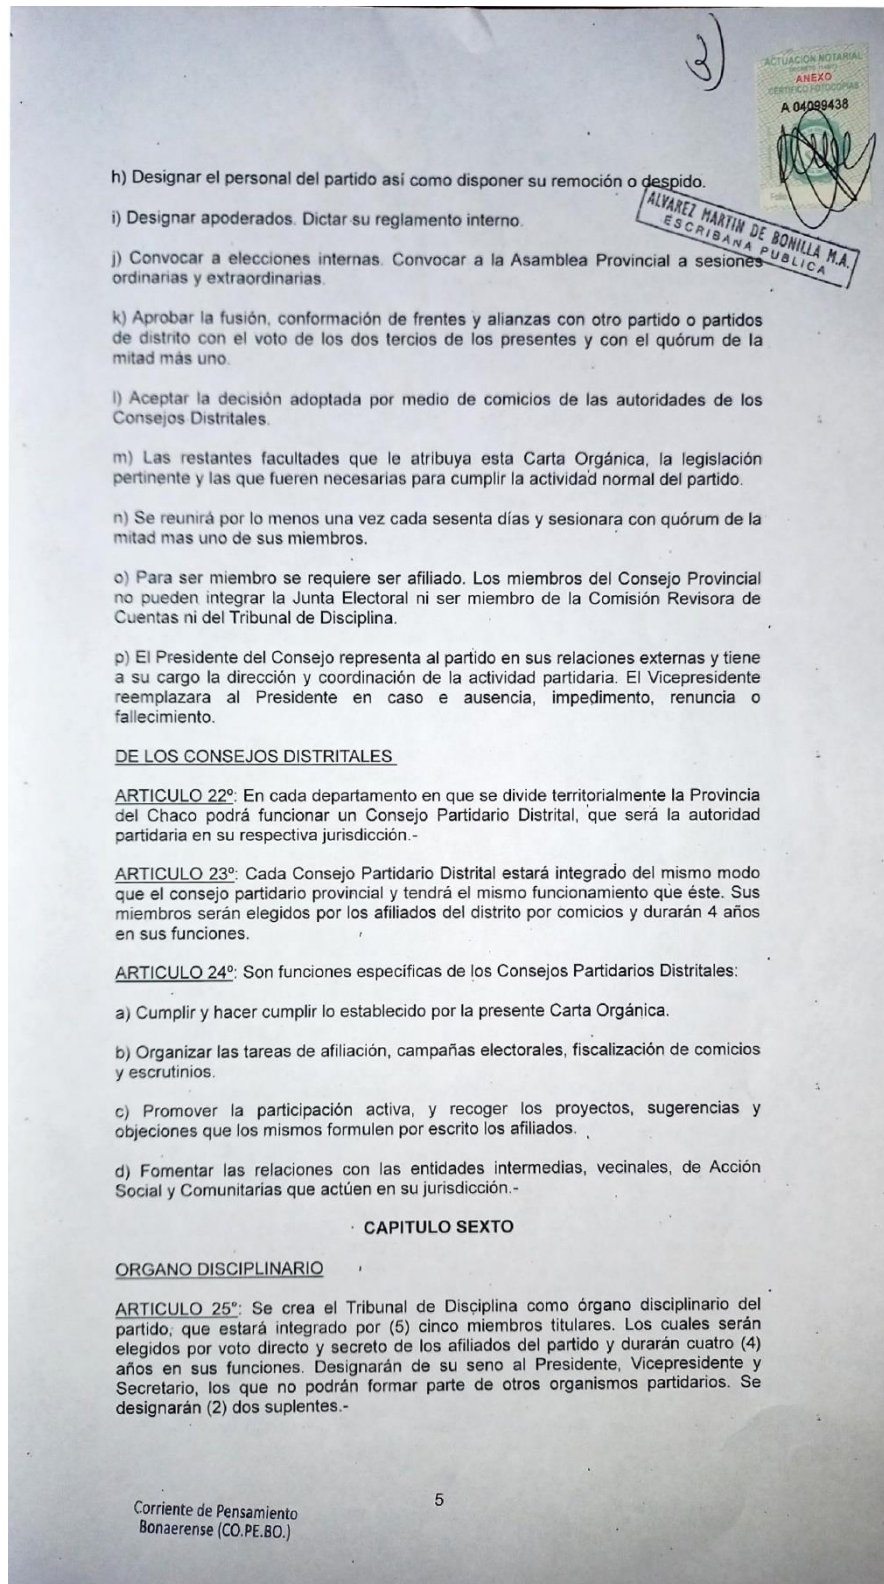 3)
ACTUACION NOTARIAL
ANEXO
CERTIFICO FOTOCOPIAS
A 04099438
h) Designar el personal del partido así como disponer su remoción o despido.
ALVAREZ MARTIN DE BONILLA M.A.
ESCRIBANA PUBLICA
i) Designar apoderados. Dictar su reglamento interno.
j) Convocar a elecciones internas. Convocar a la Asamblea Provincial a sesiones
ordinarias y extraordinarias.
k) Aprobar la fusión, conformación de frentes y alianzas con otro partido o partidos
de distrito con el voto de los dos tercios de los presentes y con el quórum de la
mitad más uno.
l) Aceptar la decisión adoptada por medio de comicios de las autoridades de los
Consejos Distritales.
m) Las restantes facultades que le atribuya esta Carta Orgánica, la legislación
pertinente y las que fueren necesarias para cumplir la actividad normal del partido.
n) Se reunirá por lo menos una vez cada sesenta días y sesionara con quórum de la
mitad mas uno de sus miembros.
o) Para ser miembro se requiere ser afiliado. Los miembros del Consejo Provincial
no pueden integrar la Junta Electoral ni ser miembro de la Comisión Revisora de
Cuentas ni del Tribunal de Disciplina.
p) El Presidente del Consejo representa al partido en sus relaciones externas y tiene
a su cargo la dirección y coordinación de la actividad partidaria. El Vicepresidente
reemplazara al Presidente en caso e ausencia, impedimento, renuncia o
fallecimiento.
DE LOS CONSEJOS DISTRITALES
ARTICULO 22º: En cada departamento en que se divide territorialmente la Provincia
del Chaco podrá funcionar un Consejo Partidario Distrital, que será la autoridad
partidaria en su respectiva jurisdicción.-
ARTICULO 23º: Cada Consejo Partidario Distrital estará integrado del mismo modo
que el consejo partidario provincial y tendrá el mismo funcionamiento que éste. Sus
miembros serán elegidos por los afiliados del distrito por comicios y durarán 4 años
en sus funciones.
ARTICULO 24º: Son funciones específicas de los Consejos Partidarios Distritales:
a) Cumplir y hacer cumplir lo establecido por la presente Carta Orgánica.
b) Organizar las tareas de afiliación, campañas electorales, fiscalización de comicios
y escrutinios.
c) Promover la participación activa, y recoger los proyectos, sugerencias y
objeciones que los mismos formulen por escrito los afiliados.
d) Fomentar las relaciones con las entidades intermedias, vecinales, de Acción
Social y Comunitarias que actúen en su jurisdicción.-
CAPITULO SEXTO
ORGANO DISCIPLINARIO
ARTICULO 25º: Se crea el Tribunal de Disciplina como órgano disciplinario del
partido, que estará integrado por (5) cinco miembros titulares. Los cuales serán
elegidos por voto directo y secreto de los afiliados del partido y durarán cuatro (4)
años en sus funciones. Designarán de su seno al Presidente, Vicepresidente y
Secretario, los que no podrán formar parte de otros organismos partidarios. Se
designarán (2) dos suplentes.-
5
Corriente de Pensamiento
Bonaerense (CO.PE.BO.)